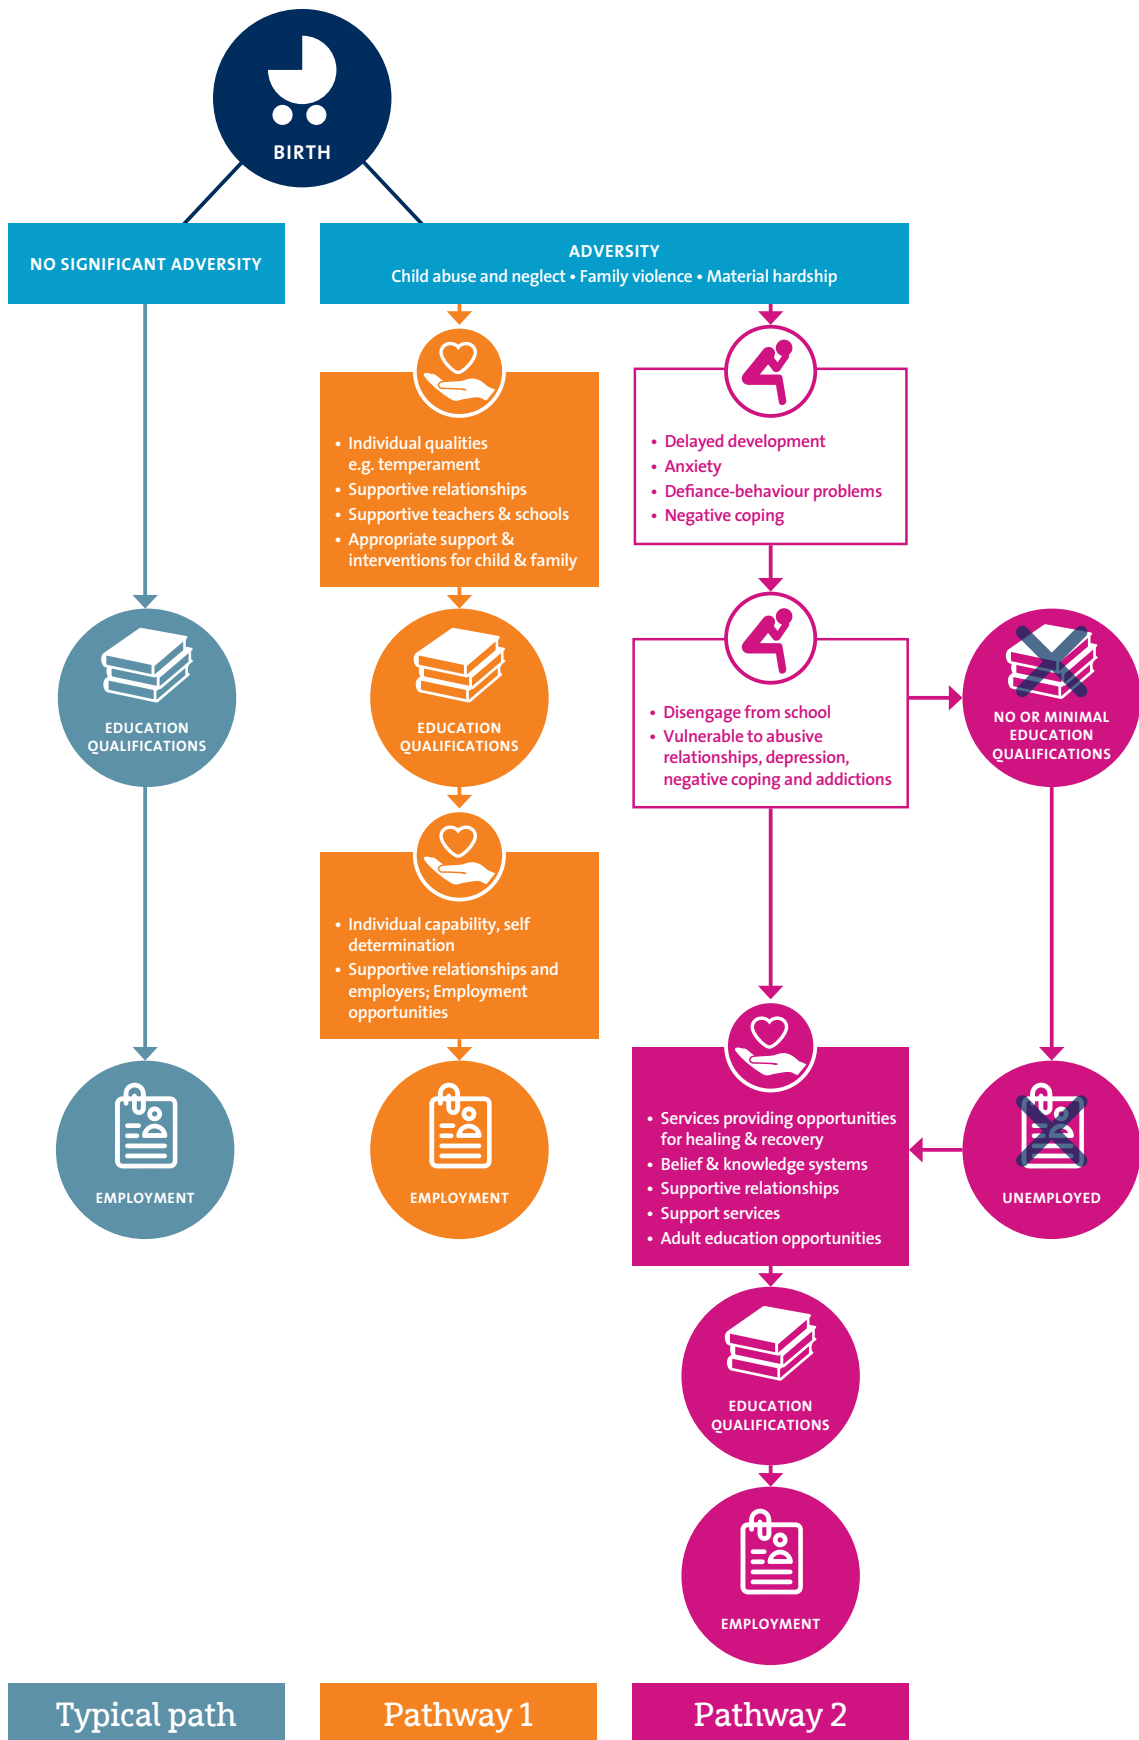 BIRTH
NO SIGNIFICANT ADVERSITY
ADVERSITY
Child abuse and neglect • Family violence • Material hardship
• Individual qualities
e.g. temperament
• Supportive relationships
• Supportive teachers & schools
• Appropriate support &
interventions for child & family
• Delayed development
• Anxiety
• Defiance-behaviour problems
• Negative coping
EDUCATION
QUALIFICATIONS
EDUCATION
QUALIFICATIONS
• Disengage from school
• Vulnerable to abusive
relationships, depression,
negative coping and addictions
NO OR MINIMAL
EDUCATION
QUALIFICATIONS
• Individual capability, self
determination
• Supportive relationships and
employers; Employment
opportunities
EMPLOYMENT
EMPLOYMENT
• Services providing opportunities
for healing & recovery
• Belief & knowledge systems
• Supportive relationships
• Support services
• Adult education opportunities
UNEMPLOYED
EDUCATION
QUALIFICATIONS
EMPLOYMENT
Typical path
Pathway 1
Pathway 2